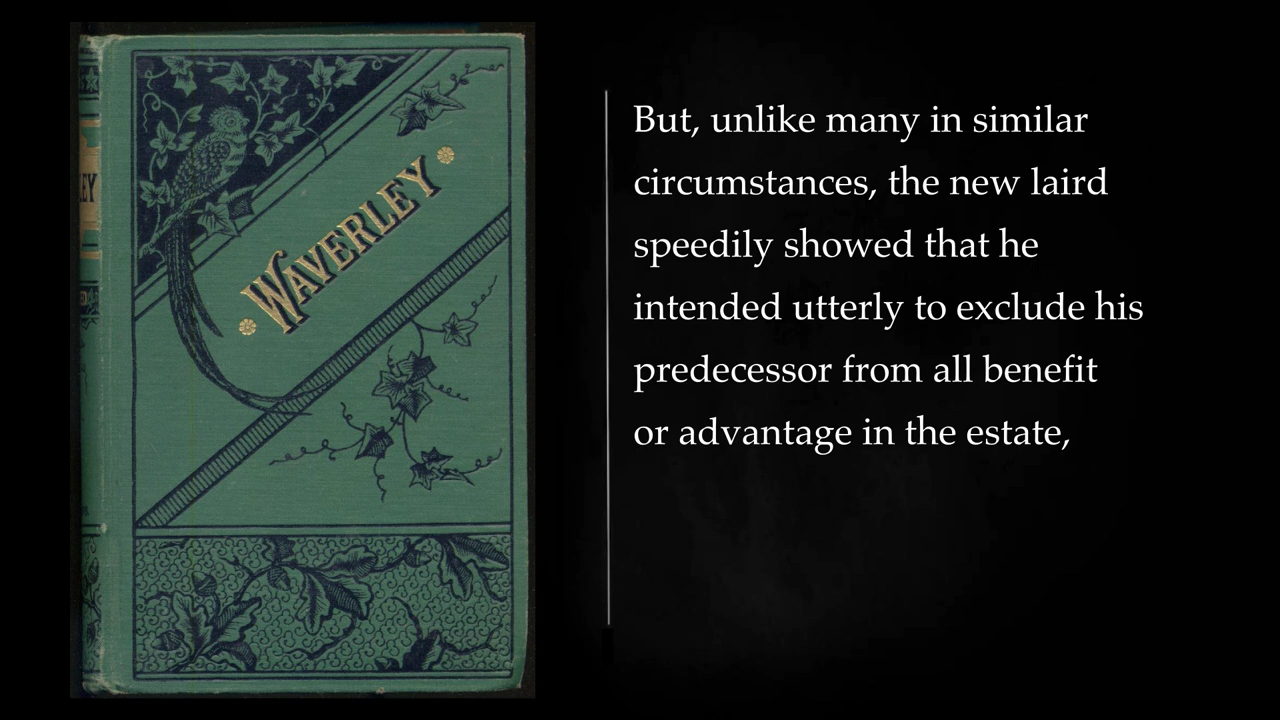 WAVERLEY
EY
But, unlike many in similar
circumstances, the new laird
speedily showed that he
intended utterly to exclude his
predecessor from all benefit
or advantage in the estate,